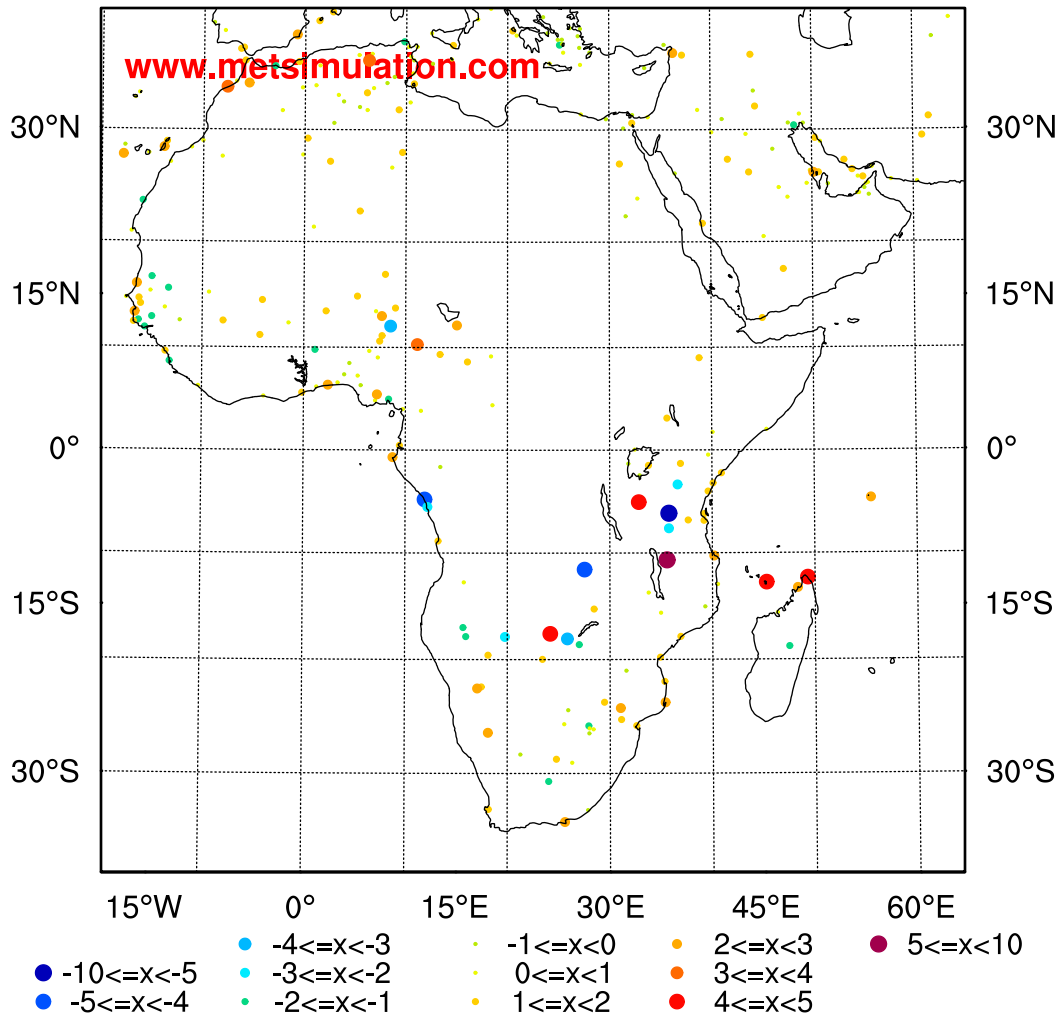 www.metsimulation.com
30°N 30°N
15°N 15°N
0° 0°
15°S 15°S
30°S 30°S
15°W 0° 15°E 30°E 45°E 60°E
-4<=x<-3 -1<=x<0 2<=x<3 5<=x<10
-10<=x<-5 -3<=x<-2 0<=x<1 3<=x<4
-5<=x<-4 -2<=x<-1 1<=x<2 4<=x<5